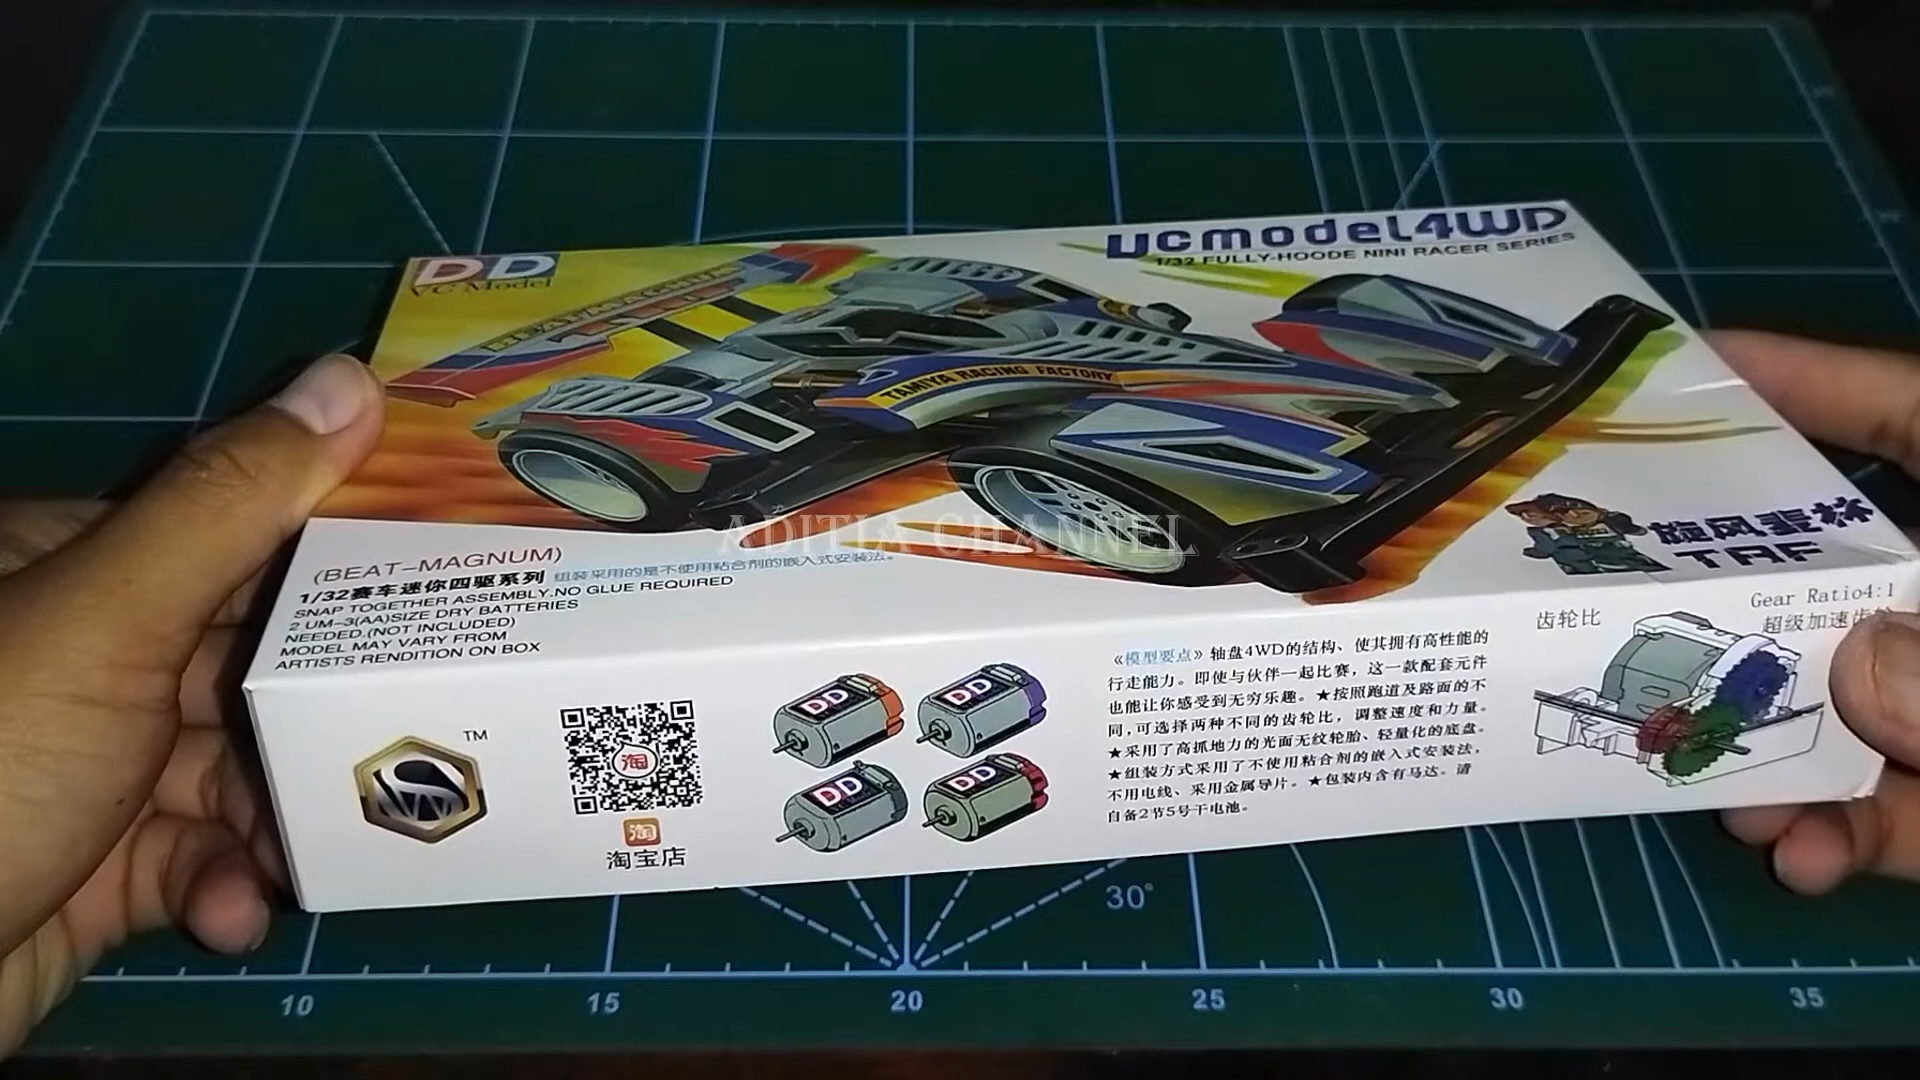 DD
VC Model
UCmodel4WD
1/32 FULLY-HOODE NINI RACER SERIES
BEAT-MAGNUM
TAMIYA RACING FACTORY
ADITIA CHANNEL
旋风
(BEAT-MAGNUM)
1/32赛车迷你四驱系列 组装采用的是不使用粘合剂的嵌入式安装法。
SNAP TOGETHER ASSEMBLY.NO GLUE REQUIRED
2 UM-3(AA)SIZE DRY BATTERIES
NEEDED.(NOT INCLUDED)
MODEL MAY VARY FROM
ARTISTS RENDITION ON BOX
TM
淘
淘
淘宝店
DD
DD
DD
DD
《模型要点》轴盘4WD的结构、使其拥有高性能的
行走能力。即使与伙伴一起比赛，这一款配套元件
也能让你感受到无穷乐趣。★按照跑道及路面的不
同，可选择两种不同的齿轮比，调整速度和力量。
★采用了高抓地力的光面无纹轮胎、轻量化的底盘。
★组装方式采用了不使用粘合剂的嵌入式安装法，
不用电线、采用金属导片。★包装内含有马达。请
自备2节5号干电池。
齿轮比
Gear Ratio4:1
超级加速齿
30°
10 15 20 25 30 35